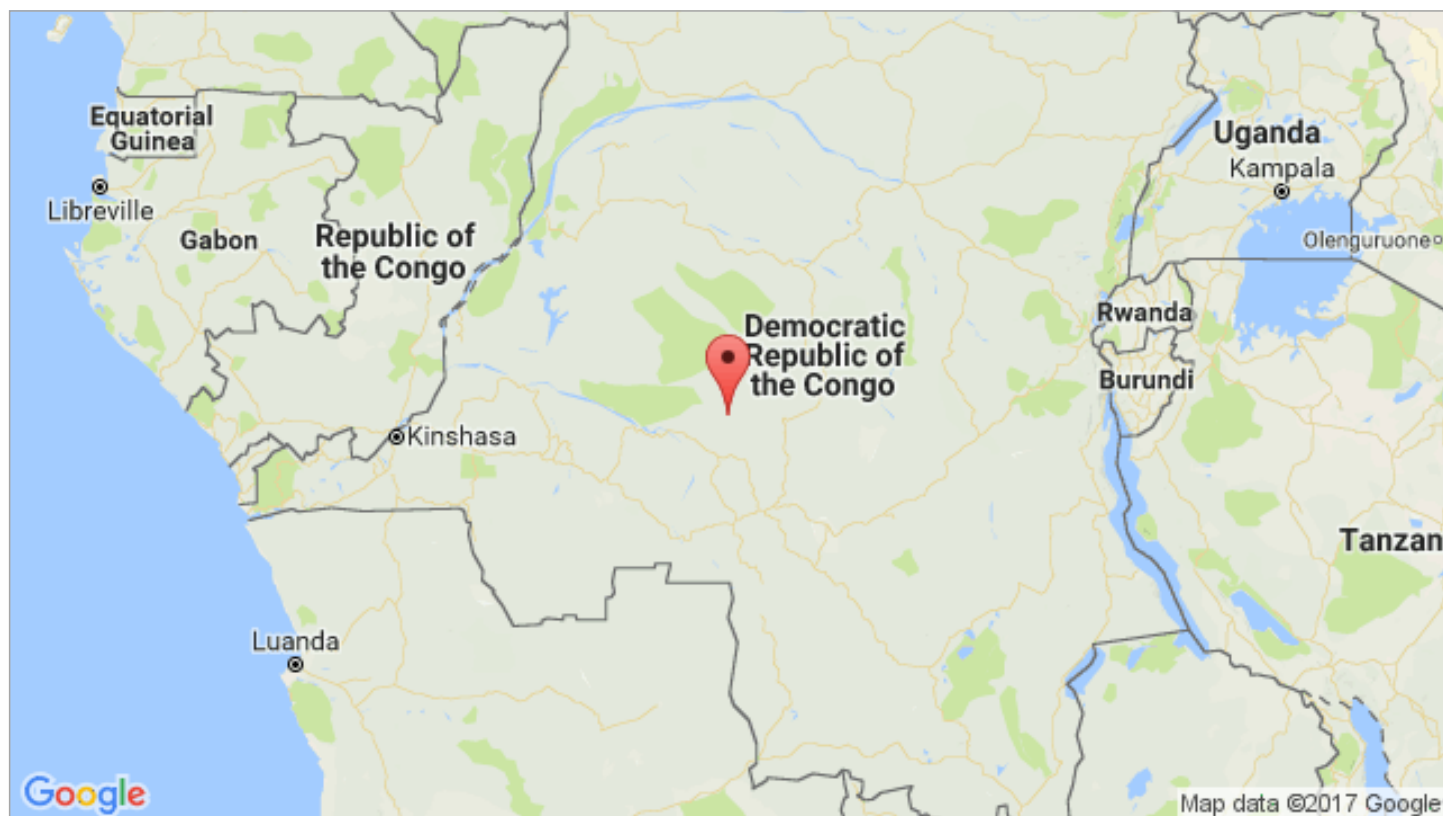 Equatorial
Guinea
Libreville
Gabon
Republic of
the Congo
Uganda
Kampala
Olenguruone
Rwanda
Democratic
Republic of
the Congo
Burundi
Kinshasa
Tanzan
Luanda
Google
Map data ©2017 Google